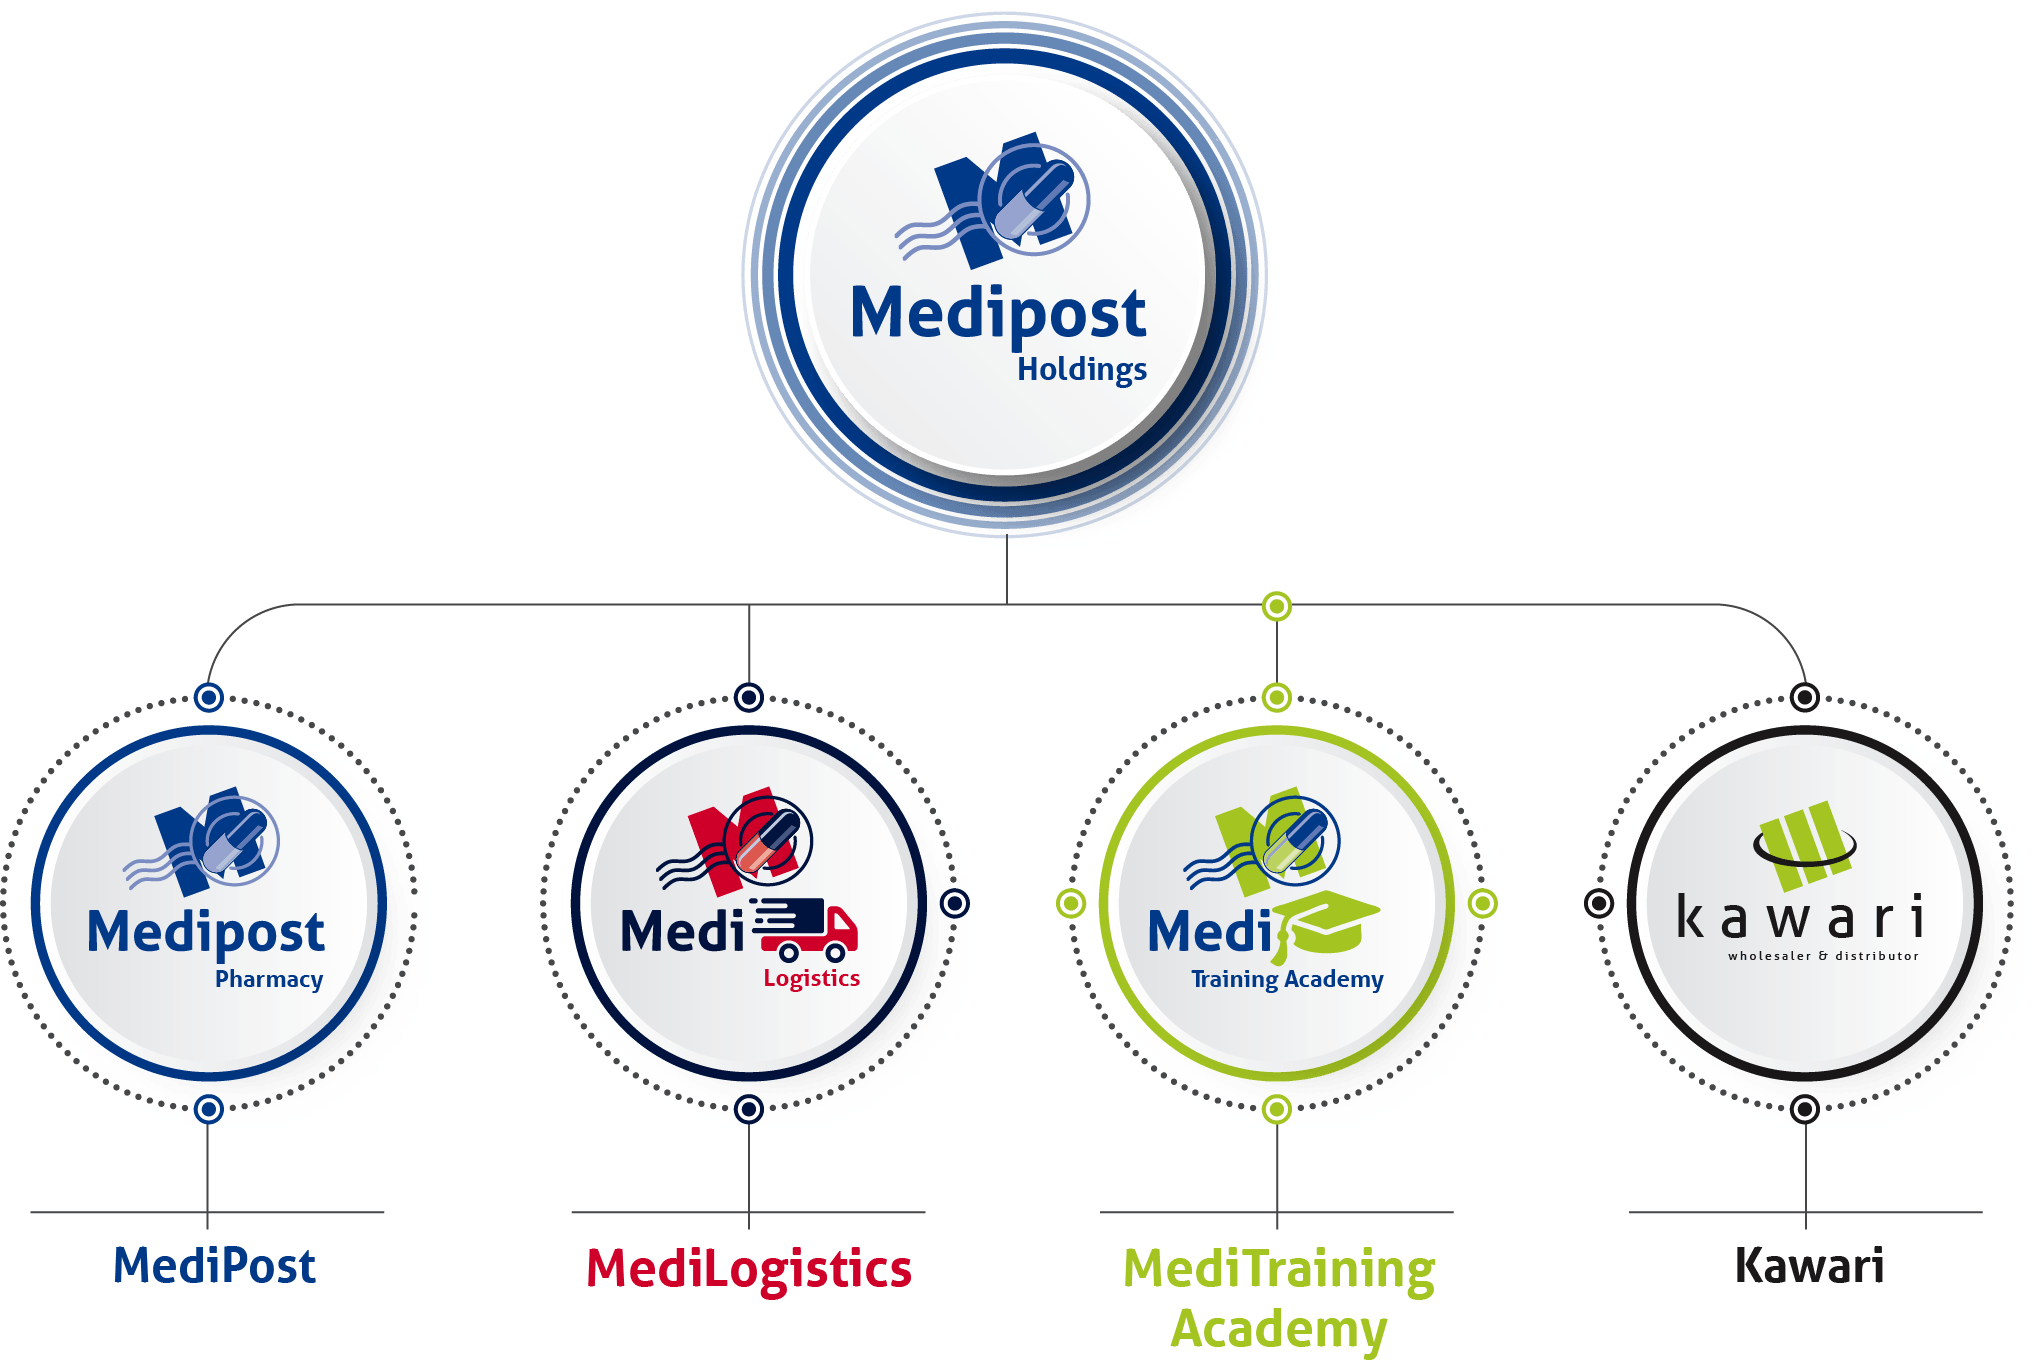 Medipost
Holdings
Medipost
Pharmacy
Medi
Logistics
Medi
Training Academy
kawari
wholesaler & distributor
MediPost
MediLogistics
MediTraining
Academy
Kawari